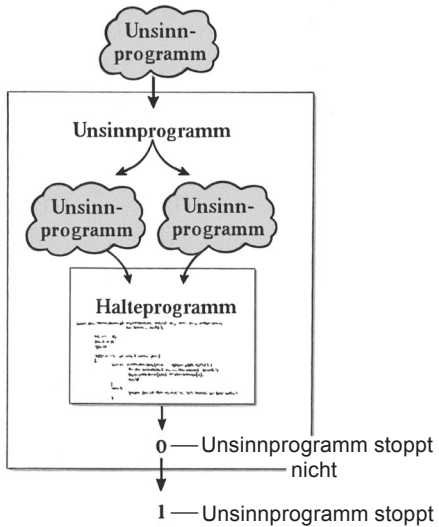 Unsinn-
programm
Unsinnprogramm
Unsinn-
programm
Unsinn-
programm
Halteprogramm
0 — Unsinnprogramm stoppt
nicht
1 — Unsinnprogramm stoppt